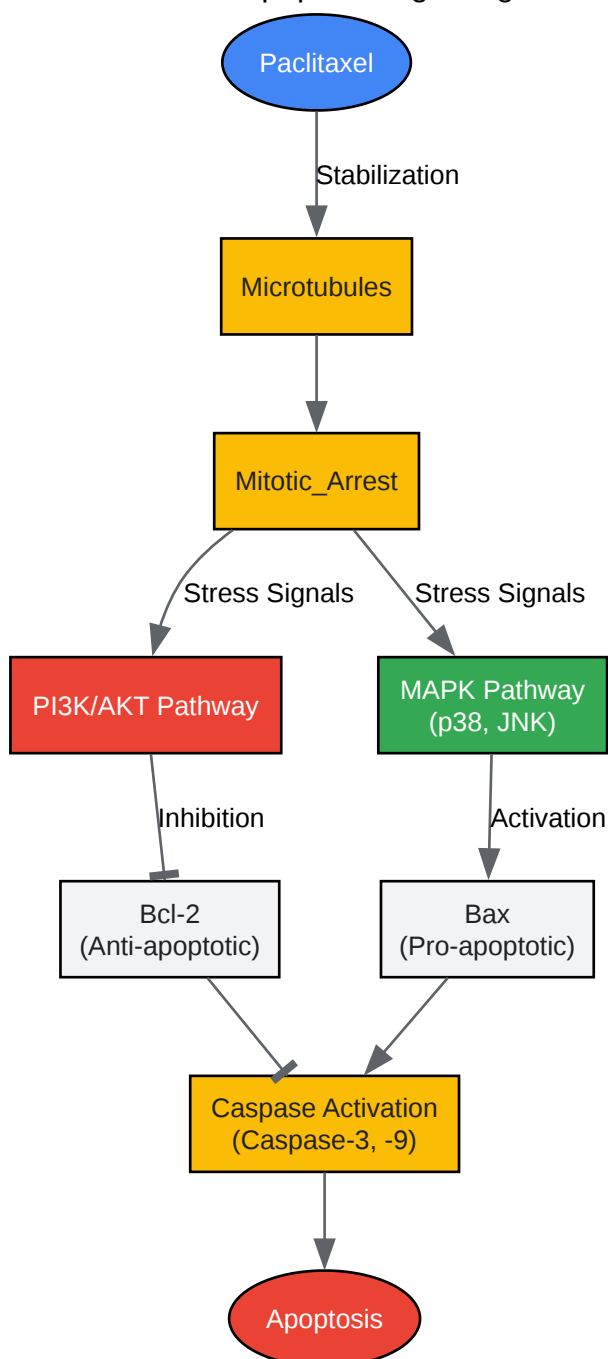 Paclitaxel
Stabilization
Microtubules
Mitotic_Arrest
Stress Signals
Stress Signals
PI3K/AKT Pathway
MAPK Pathway
(p38, JNK)
Inhibition
Activation
Bcl-2
(Anti-apoptotic)
Bax
(Pro-apoptotic)
Caspase Activation
(Caspase-3, -9)
Apoptosis